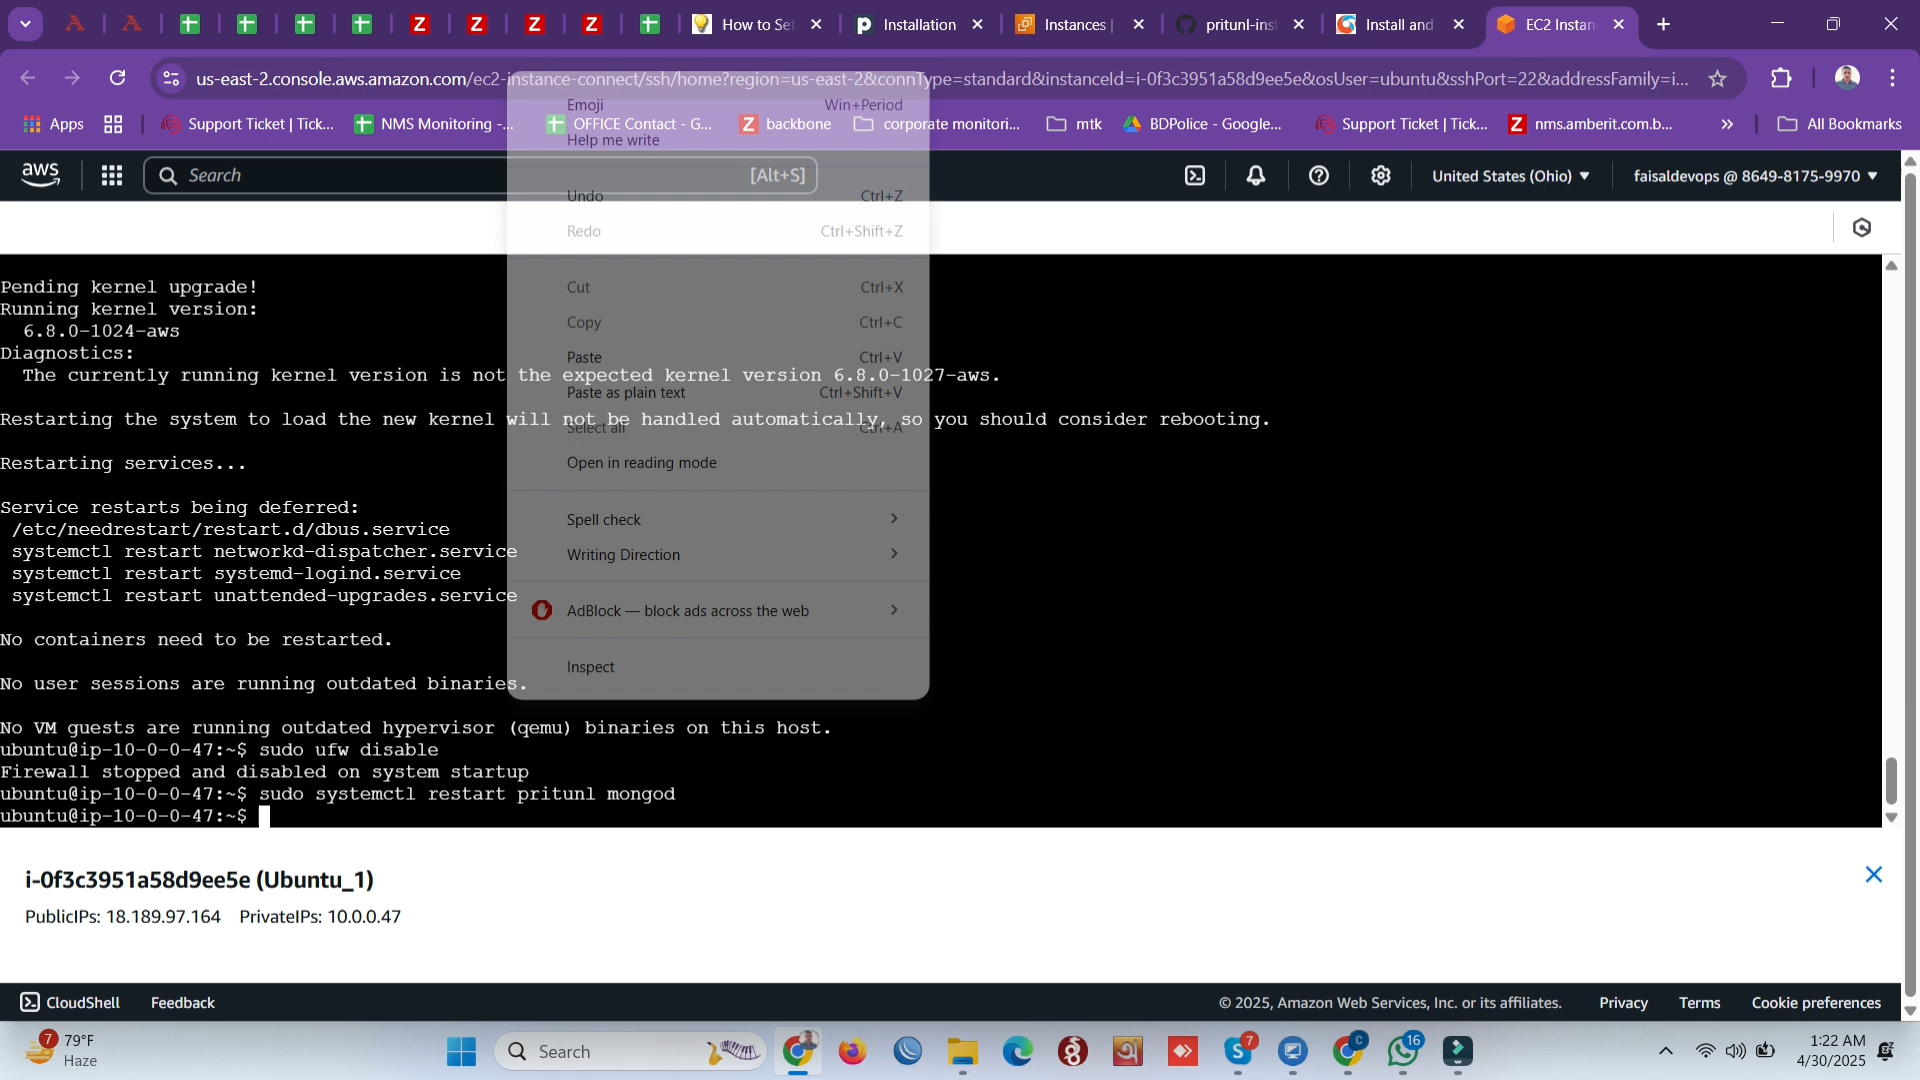 How to Se
Installation
Instances |
pritunl-inst
Install and
EC2 Instan
us-east-2.console.aws.amazon.com/ec2-instance-connect/ssh/home?region=us-east-2&connType=standard&instanceId=i-0f3c3951a58d9ee5e&osUser=ubuntu&sshPort=22&addressFamily=i...
Apps
Support Ticket | Tick...
NMS Monitoring -...
OFFICE Contact - G...
backbone
corporate monitori...
mtk
BDPolice - Google...
Support Ticket | Tick...
nms.amberit.com.b...
All Bookmarks
aws
Search
[Alt+S]
United States (Ohio)
faisaldevops @ 8649-8175-9970
Emoji Win+Period
Help me write
Undo Ctrl+Z
Redo Ctrl+Shift+Z
Cut Ctrl+X
Copy Ctrl+C
Paste Ctrl+V
Paste as plain text Ctrl+Shift+V
Select all Ctrl+A
Open in reading mode
Spell check
Writing Direction
AdBlock — block ads across the web
Inspect
Pending kernel upgrade!
Running kernel version:
6.8.0-1024-aws
Diagnostics:
The currently running kernel version is not the expected kernel version 6.8.0-1027-aws.
Restarting the system to load the new kernel will not be handled automatically, so you should consider rebooting.
Restarting services...
Service restarts being deferred:
/etc/needrestart/restart.d/dbus.service
systemctl restart networkd-dispatcher.service
systemctl restart systemd-logind.service
systemctl restart unattended-upgrades.service
No containers need to be restarted.
No user sessions are running outdated binaries.
No VM guests are running outdated hypervisor (qemu) binaries on this host.
ubuntu@ip-10-0-0-47:~$ sudo ufw disable
Firewall stopped and disabled on system startup
ubuntu@ip-10-0-0-47:~$ sudo systemctl restart pritunl mongod
ubuntu@ip-10-0-0-47:~$
i-0f3c3951a58d9ee5e (Ubuntu_1)
PublicIPs: 18.189.97.164 PrivateIPs: 10.0.0.47
CloudShell
Feedback
© 2025, Amazon Web Services, Inc. or its affiliates.
Privacy
Terms
Cookie preferences
7
79°F
Haze
Search
7
C
16
1:22 AM
4/30/2025